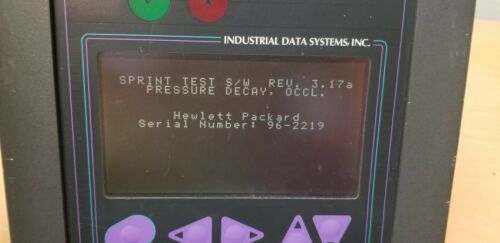 INDUSTRIAL DATA SYSTEMS, INC.
SPRINT TEST S/W REV. 3.17a
PRESSURE DECAY, OCCL.
Hewlett Packard
Serial Number: 96-2219